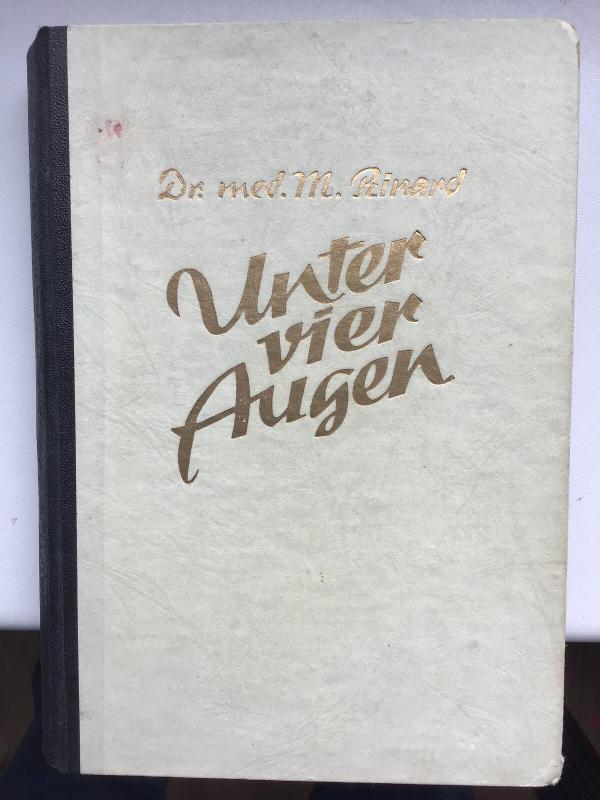 Dr. med. M. Rinard
Unter
vier
Augen